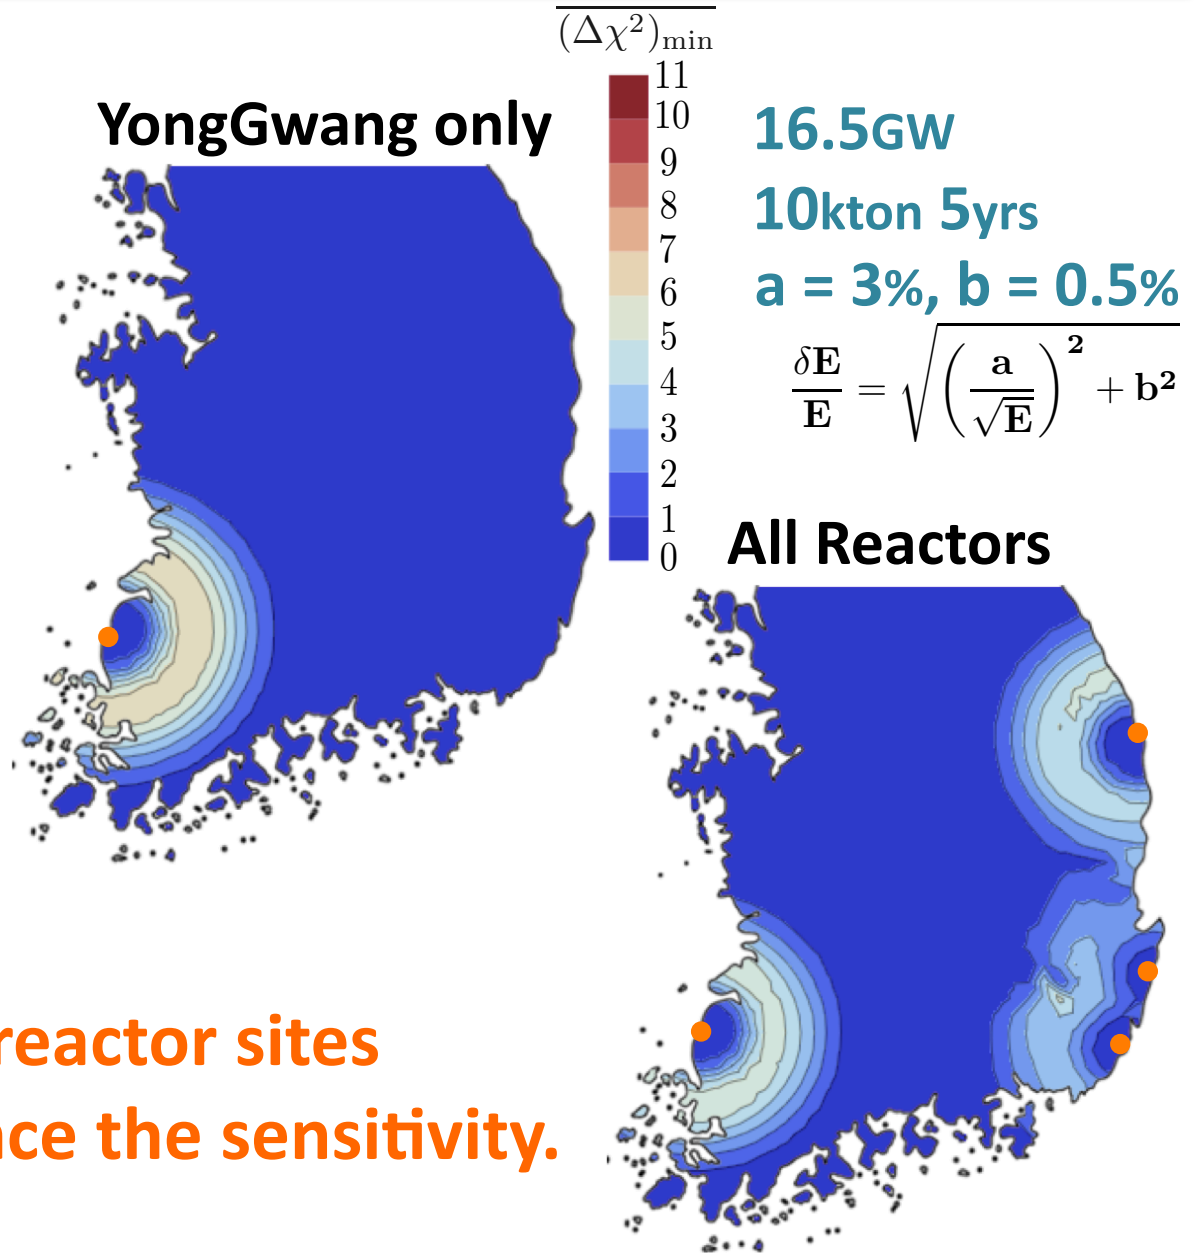 (Δχ²)min
YongGwang only
11
10
9
8
7
6
5
4
3
2
1
0
16.5GW
10kton 5yrs
a = 3%, b = 0.5%
δE/E = √((a/√E)² + b²)
All Reactors
reactor sites
the sensitivity.